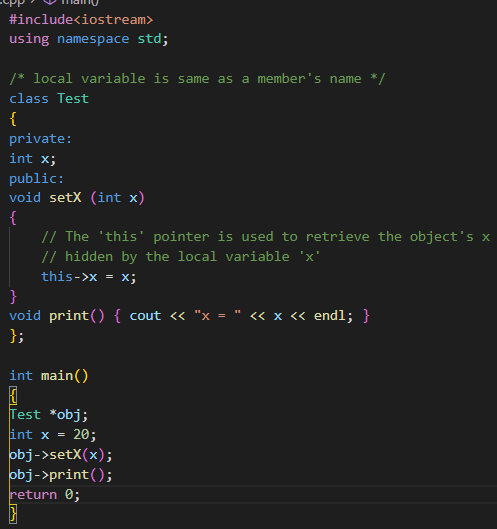 .cpp > main()
#include<iostream>
using namespace std;
/* local variable is same as a member's name */
class Test
{
private:
int x;
public:
void setX (int x)
{
// The 'this' pointer is used to retrieve the object's x
// hidden by the local variable 'x'
this->x = x;
}
void print() { cout << "x = " << x << endl; }
};
int main()
{
Test *obj;
int x = 20;
obj->setX(x);
obj->print();
return 0;
}